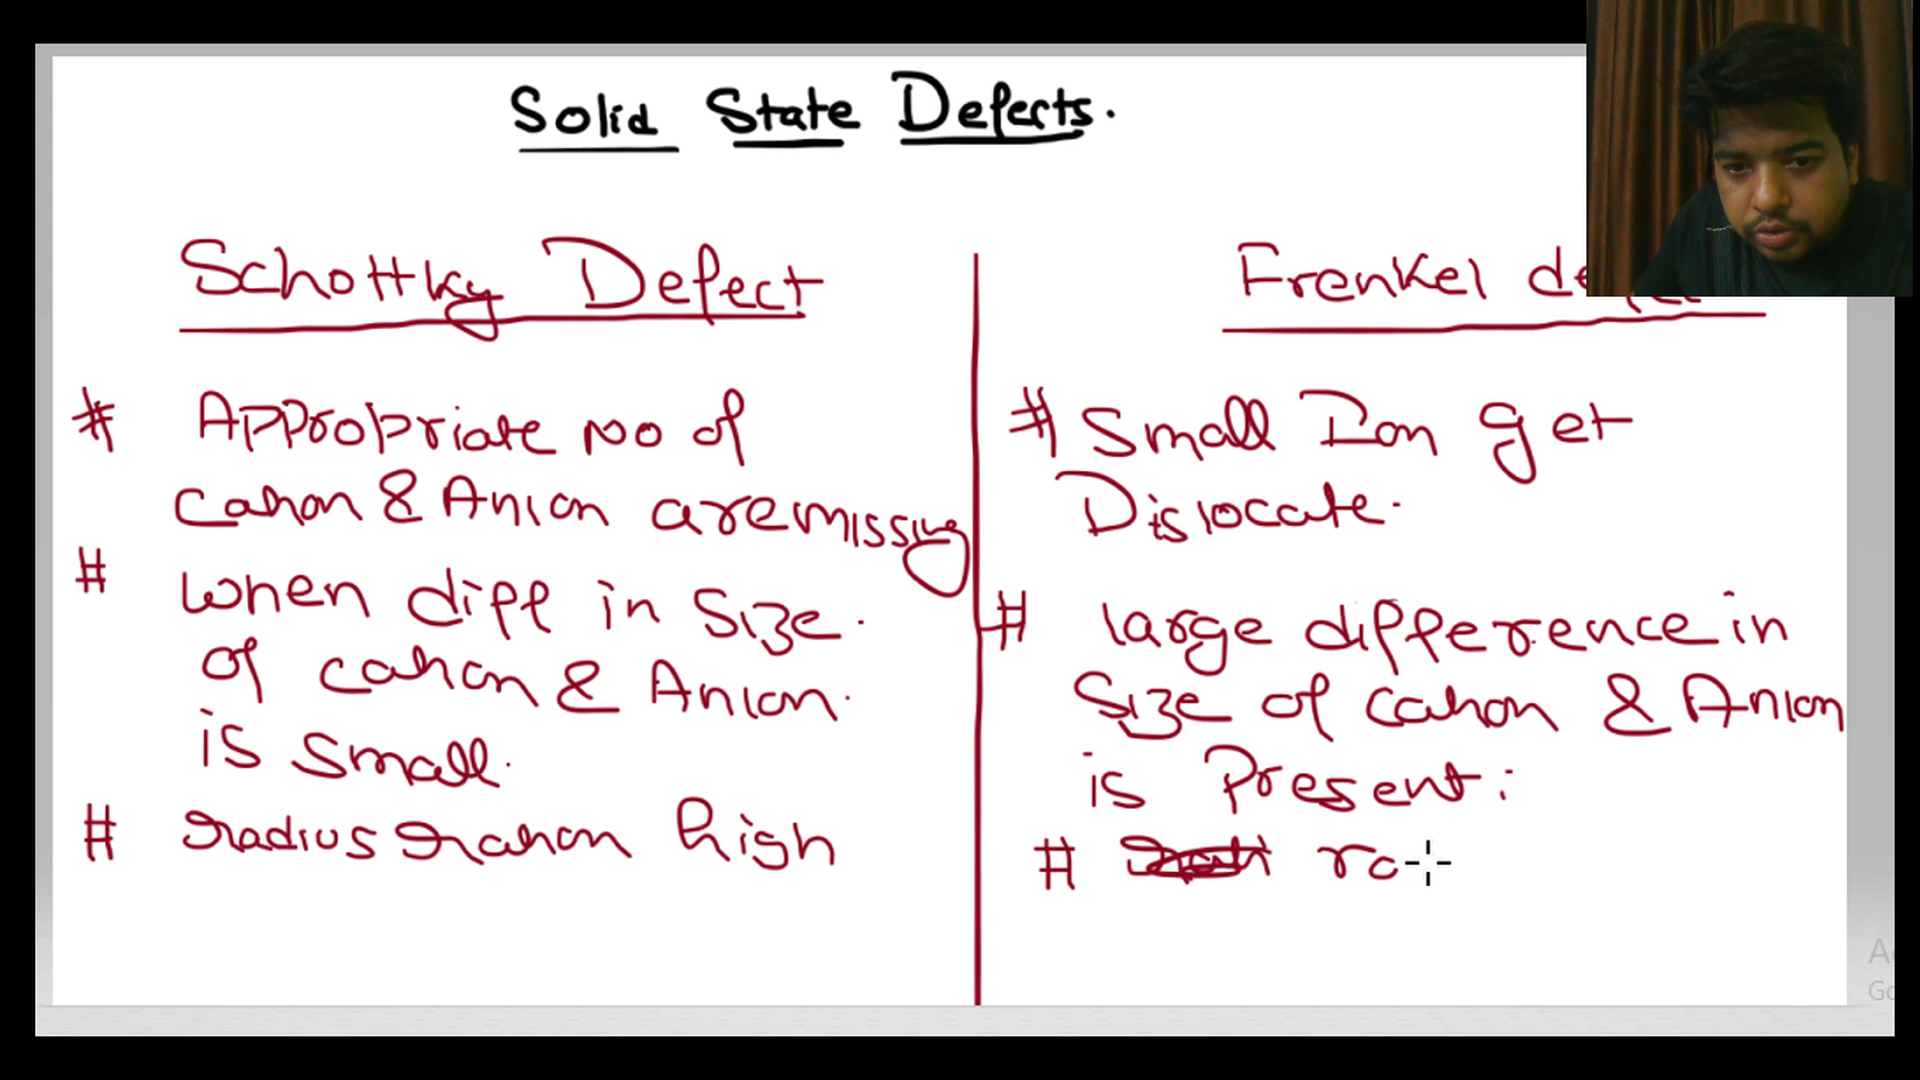 Solid State Defects.
Schottky Defect
# Appropriate no of
Cation & Anion are missing
# when diff in size.
of cation & Anion.
is small.
# radius ration high
Frenkel
# Small Ion get
Dislocate.
# large difference in
Size of cation & Anion
is Present:
#